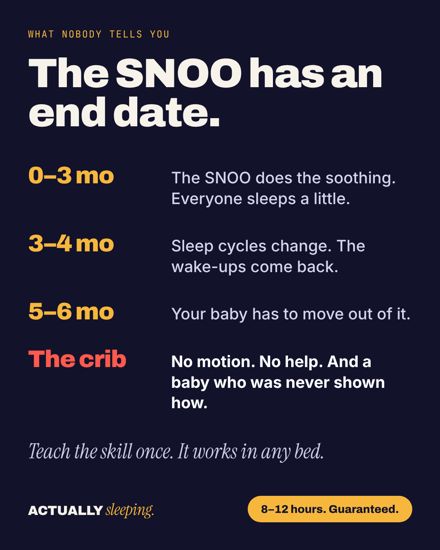 WHAT NOBODY TELLS YOU
The SNOO has an
end date.
0–3 mo
The SNOO does the soothing.
Everyone sleeps a little.
3–4 mo
Sleep cycles change. The
wake-ups come back.
5–6 mo
Your baby has to move out of it.
The crib
No motion. No help. And a
baby who was never shown
how.
Teach the skill once. It works in any bed.
ACTUALLY sleeping.
8–12 hours. Guaranteed.